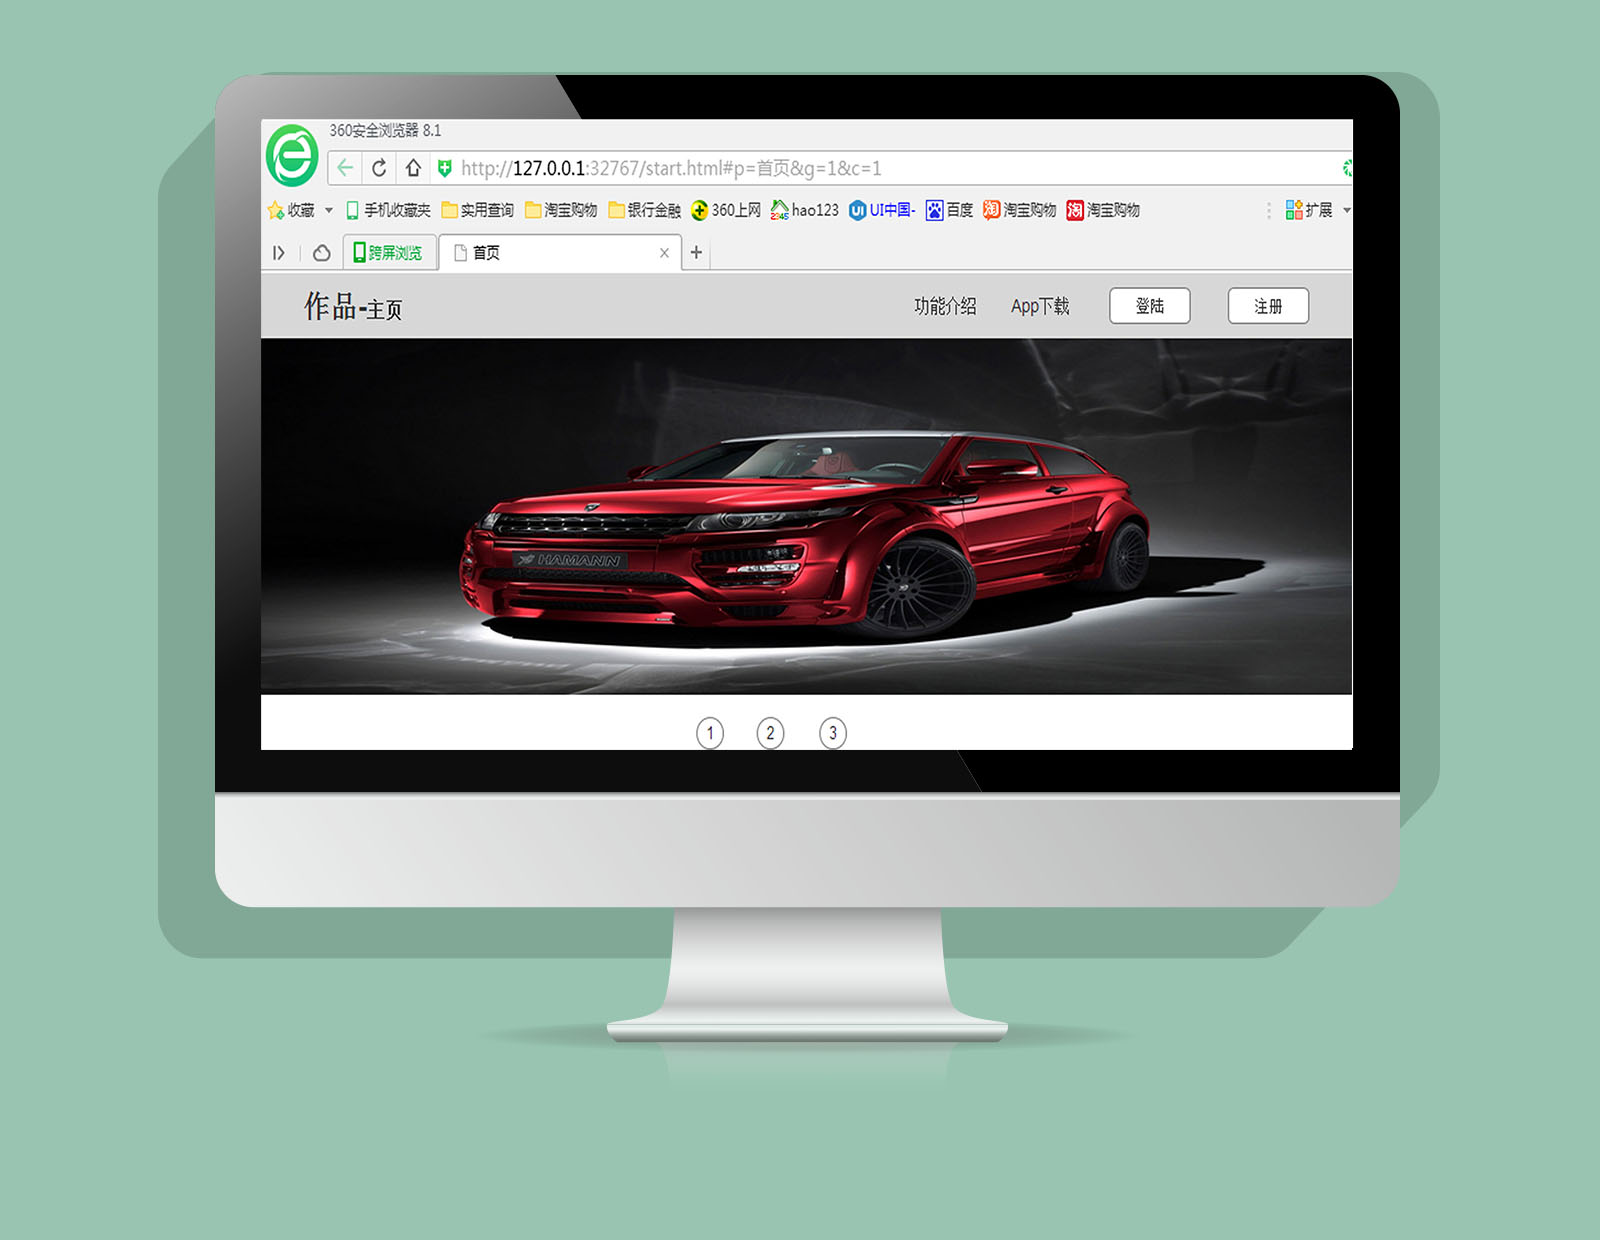 360安全浏览器 8.1
http://127.0.0.1:32767/start.html#p=首页&g=1&c=1
收藏 手机收藏夹 实用查询 淘宝购物 银行金融 360上网 2345 hao123 UI UI中国- 百度 淘 淘宝购物 淘 淘宝购物 扩展
跨屏浏览 首页
作品-主页 功能介绍 App下载 登陆 注册
HAMANN
1 2 3